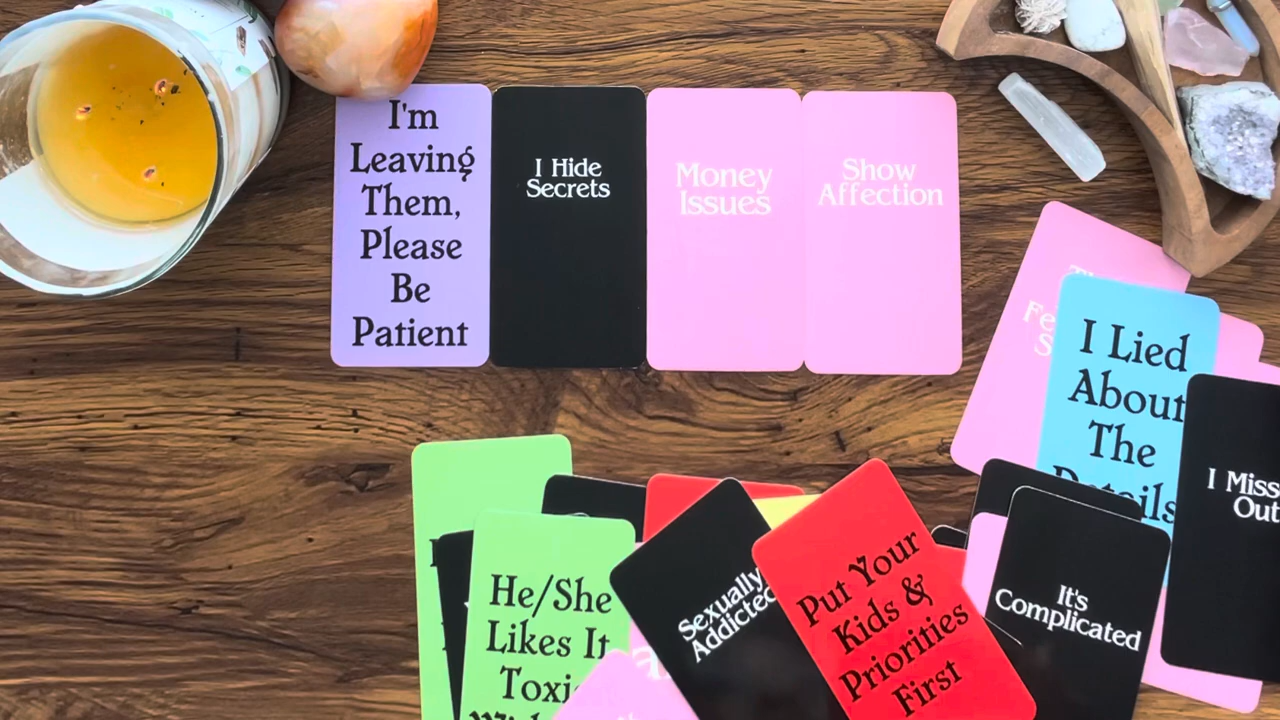 I'm
Leaving
Them,
Please
Be
Patient
I Hide
Secrets
Money
Issues
Show
Affection
I Lied
About
The
Details
I Miss
Out
He/She
Likes It
Sexually
Addicted
Put Your
Kids &
Priorities
First
It's
Complicated